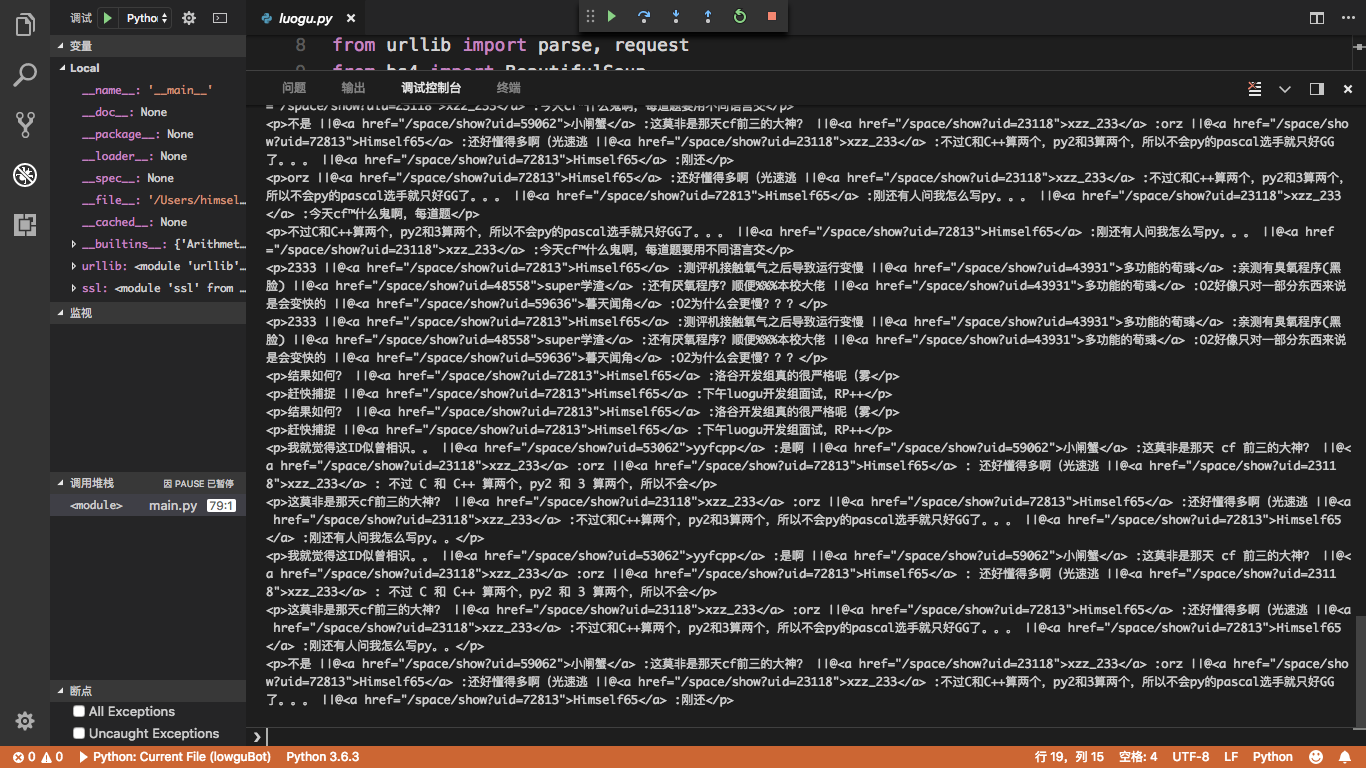 调试
Pythoı
luogu.py
变量
Local
__name__: '__main__'
__doc__: None
__package__: None
__loader__: None
__spec__: None
__file__: '/Users/himsel…
__cached__: None
__builtins__: {'Arithmet…
urllib: <module 'urllib'…
ssl: <module 'ssl' from …
监视
调用堆栈
因 PAUSE 已暂停
<module> main.py 79:1
断点
All Exceptions
Uncaught Exceptions
8 from urllib import parse, request
9 from bs4 import BeautifulSoup
问题 输出 调试控制台 终端
="/space/show?uid=23118">xzz_233</a> :今天cf™什么鬼啊，每道题要用不同语言交</p>
<p>不是 ||@<a href="/space/show?uid=59062">小闸蟹</a> :这莫非是那天cf前三的大神？ ||@<a href="/space/show?uid=23118">xzz_233</a> :orz ||@<a href="/space/sho
w?uid=72813">Himself65</a> :还好懂得多啊（光速逃 ||@<a href="/space/show?uid=23118">xzz_233</a> :不过C和C++算两个，py2和3算两个，所以不会py的pascal选手就只好GG
了。。。 ||@<a href="/space/show?uid=72813">Himself65</a> :刚还</p>
<p>orz ||@<a href="/space/show?uid=72813">Himself65</a> :还好懂得多啊（光速逃 ||@<a href="/space/show?uid=23118">xzz_233</a> :不过C和C++算两个，py2和3算两个，
所以不会py的pascal选手就只好GG了。。。 ||@<a href="/space/show?uid=72813">Himself65</a> :刚还有人问我怎么写py。。。 ||@<a href="/space/show?uid=23118">xzz_233
</a> :今天cf™什么鬼啊，每道题</p>
<p>不过C和C++算两个，py2和3算两个，所以不会py的pascal选手就只好GG了。。。 ||@<a href="/space/show?uid=72813">Himself65</a> :刚还有人问我怎么写py。。。 ||@<a href
="/space/show?uid=23118">xzz_233</a> :今天cf™什么鬼啊，每道题要用不同语言交</p>
<p>2333 ||@<a href="/space/show?uid=72813">Himself65</a> :测评机接触氧气之后导致运行变慢 ||@<a href="/space/show?uid=43931">多功能的荀彧</a> :亲测有臭氧程序(黑
脸) ||@<a href="/space/show?uid=48558">super学渣</a> :还有厌氧程序？顺便%%%本校大佬 ||@<a href="/space/show?uid=43931">多功能的荀彧</a> :O2好像只对一部分东西来说
是会变快的 ||@<a href="/space/show?uid=59636">暮天闻角</a> :O2为什么会更慢？？？</p>
<p>2333 ||@<a href="/space/show?uid=72813">Himself65</a> :测评机接触氧气之后导致运行变慢 ||@<a href="/space/show?uid=43931">多功能的荀彧</a> :亲测有臭氧程序(黑
脸) ||@<a href="/space/show?uid=48558">super学渣</a> :还有厌氧程序？顺便%%%本校大佬 ||@<a href="/space/show?uid=43931">多功能的荀彧</a> :O2好像只对一部分东西来说
是会变快的 ||@<a href="/space/show?uid=59636">暮天闻角</a> :O2为什么会更慢？？？</p>
<p>结果如何？ ||@<a href="/space/show?uid=72813">Himself65</a> :洛谷开发组真的很严格呢（雾</p>
<p>赶快捕捉 ||@<a href="/space/show?uid=72813">Himself65</a> :下午luogu开发组面试，RP++</p>
<p>结果如何？ ||@<a href="/space/show?uid=72813">Himself65</a> :洛谷开发组真的很严格呢（雾</p>
<p>赶快捕捉 ||@<a href="/space/show?uid=72813">Himself65</a> :下午luogu开发组面试，RP++</p>
<p>我就觉得这ID似曾相识。。 ||@<a href="/space/show?uid=53062">yyfcpp</a> :是啊 ||@<a href="/space/show?uid=59062">小闸蟹</a> :这莫非是那天 cf 前三的大神？ ||@<
a href="/space/show?uid=23118">xzz_233</a> :orz ||@<a href="/space/show?uid=72813">Himself65</a> : 还好懂得多啊（光速逃 ||@<a href="/space/show?uid=2311
8">xzz_233</a> : 不过 C 和 C++ 算两个，py2 和 3 算两个，所以不会</p>
<p>这莫非是那天cf前三的大神？ ||@<a href="/space/show?uid=23118">xzz_233</a> :orz ||@<a href="/space/show?uid=72813">Himself65</a> :还好懂得多啊（光速逃 ||@<a
href="/space/show?uid=23118">xzz_233</a> :不过C和C++算两个，py2和3算两个，所以不会py的pascal选手就只好GG了。。。 ||@<a href="/space/show?uid=72813">Himself65
</a> :刚还有人问我怎么写py。。</p>
<p>我就觉得这ID似曾相识。。 ||@<a href="/space/show?uid=53062">yyfcpp</a> :是啊 ||@<a href="/space/show?uid=59062">小闸蟹</a> :这莫非是那天 cf 前三的大神？ ||@<
a href="/space/show?uid=23118">xzz_233</a> :orz ||@<a href="/space/show?uid=72813">Himself65</a> : 还好懂得多啊（光速逃 ||@<a href="/space/show?uid=2311
8">xzz_233</a> : 不过 C 和 C++ 算两个，py2 和 3 算两个，所以不会</p>
<p>这莫非是那天cf前三的大神？ ||@<a href="/space/show?uid=23118">xzz_233</a> :orz ||@<a href="/space/show?uid=72813">Himself65</a> :还好懂得多啊（光速逃 ||@<a
href="/space/show?uid=23118">xzz_233</a> :不过C和C++算两个，py2和3算两个，所以不会py的pascal选手就只好GG了。。。 ||@<a href="/space/show?uid=72813">Himself65
</a> :刚还有人问我怎么写py。。</p>
<p>不是 ||@<a href="/space/show?uid=59062">小闸蟹</a> :这莫非是那天cf前三的大神？ ||@<a href="/space/show?uid=23118">xzz_233</a> :orz ||@<a href="/space/sho
w?uid=72813">Himself65</a> :还好懂得多啊（光速逃 ||@<a href="/space/show?uid=23118">xzz_233</a> :不过C和C++算两个，py2和3算两个，所以不会py的pascal选手就只好GG
了。。。 ||@<a href="/space/show?uid=72813">Himself65</a> :刚还</p>
0 0 Python: Current File (lowguBot) Python 3.6.3 行 19，列 15 空格: 4 UTF-8 LF Python